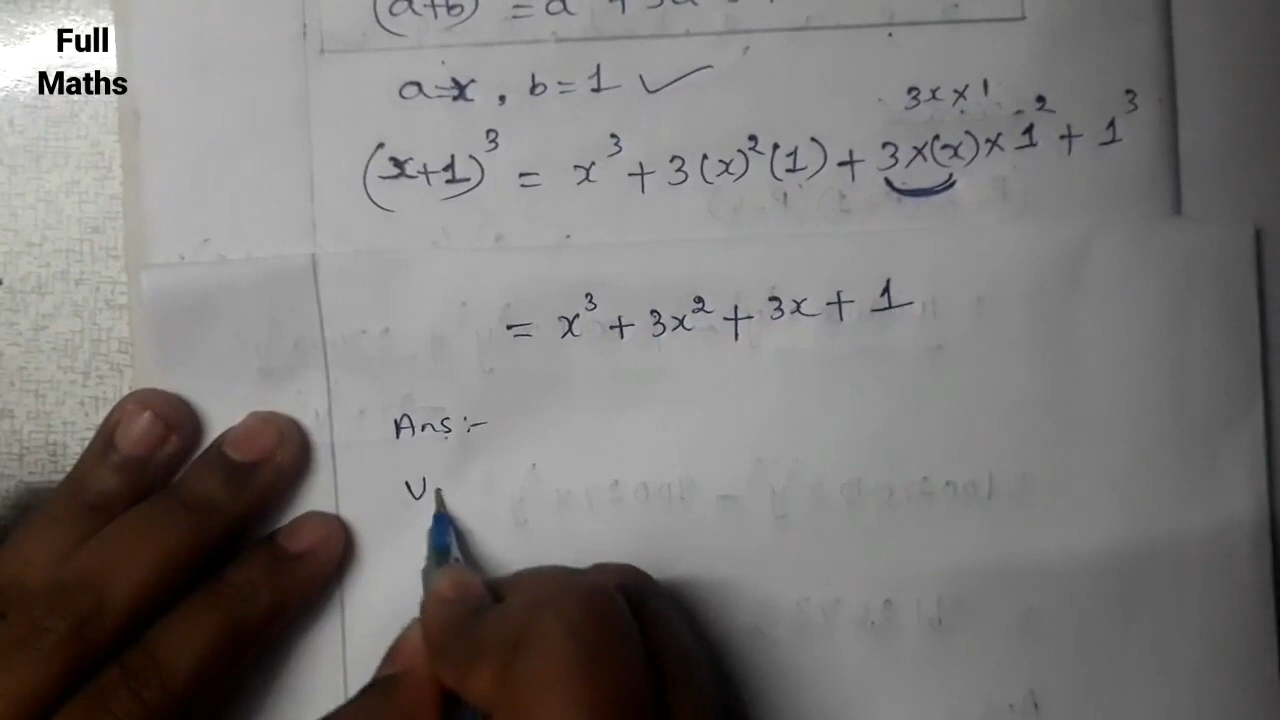 Full
Maths
a=x, b=1 ✓
3x×1
(x+1)³ = x³+3(x)²(1)+3×(x)×1²+1³
= x³+3x²+3x+1
Ans:-
V